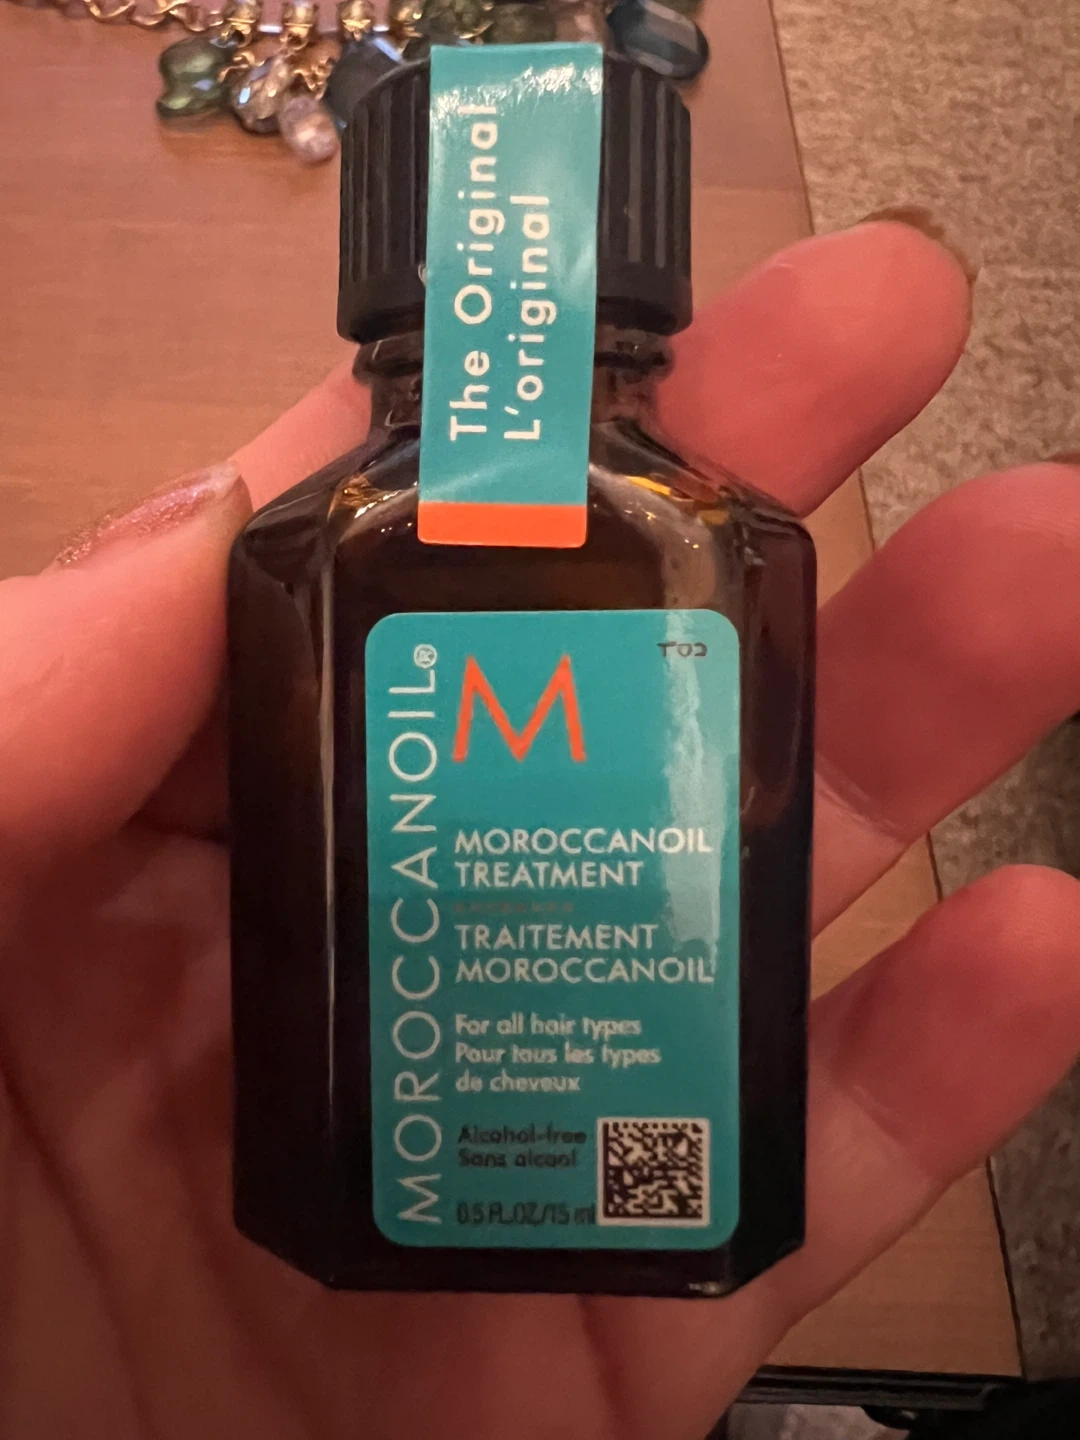 The Original
L'original
MOROCCANOIL®
M
MOROCCANOIL
TREATMENT
TRAITEMENT
MOROCCANOIL
For all hair types
Pour tous les types
de cheveux
Alcohol-free
Sans alcool
0.5 FL.OZ/15 ml